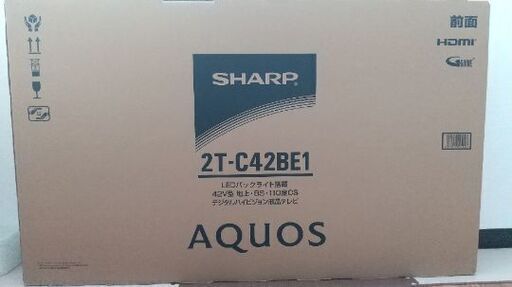 前面
HDMI
SHARP
2T-C42BE1
LEDバックライト搭載
42V型 地上・BS・110度CS
デジタルハイビジョン液晶テレビ
AQUOS